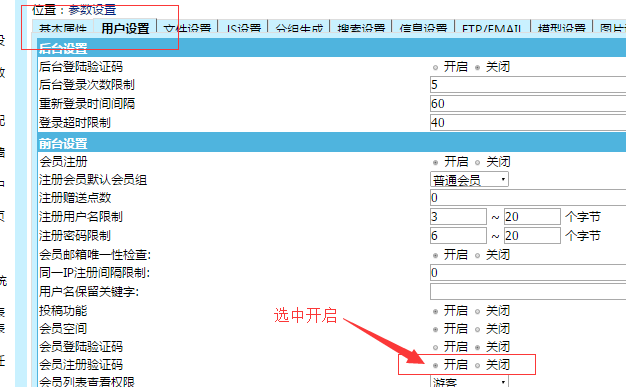 位置：参数设置
基本属性 用户设置 文件设置 JS设置 分组生成 搜索设置 信息设置 FTP/EMAIL 模型设置
后台设置
后台登陆验证码 开启 关闭
后台登录次数限制 5
重新登录时间间隔 60
登录超时限制 40
前台设置
会员注册 开启 关闭
注册会员默认会员组 普通会员
注册赠送点数 0
注册用户名限制 3 ~ 20 个字节
注册密码限制 6 ~ 20 个字节
会员邮箱唯一性检查: 开启 关闭
同一IP注册间隔限制: 0
用户名保留关键字:
投稿功能 开启 关闭
选中开启
会员空间 开启 关闭
会员登陆验证码 开启 关闭
会员注册验证码 开启 关闭
会员列表查看权限 游客